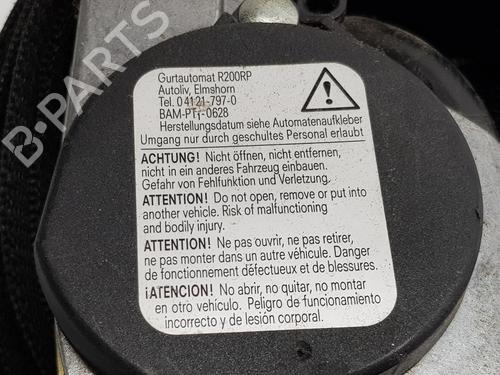 Gurtautomat R200RP
Autoliv, Elmshorn
Tel. 0 4121-797-0
BAM-PT1-0628
Herstellungsdatum siehe Automatenaufkleber
Umgang nur durch geschultes Personal erlaubt
ACHTUNG! Nicht öffnen, nicht entfernen,
nicht in ein anderes Fahrzeug einbauen.
Gefahr von Fehlfunktion und Verletzung.
ATTENTION! Do not open, remove or put into
another vehicle. Risk of malfunctioning
and bodily injury.
ATTENTION! Ne pas ouvrir, ne pas retirer,
ne pas monter dans un autre véhicule. Danger
de fonctionnement défectueux et de blessures.
¡ATENCION! No abrir, no quitar, no montar
en otro vehículo. Peligro de funcionamiento
incorrecto y de lesión corporal.
B-PARTS